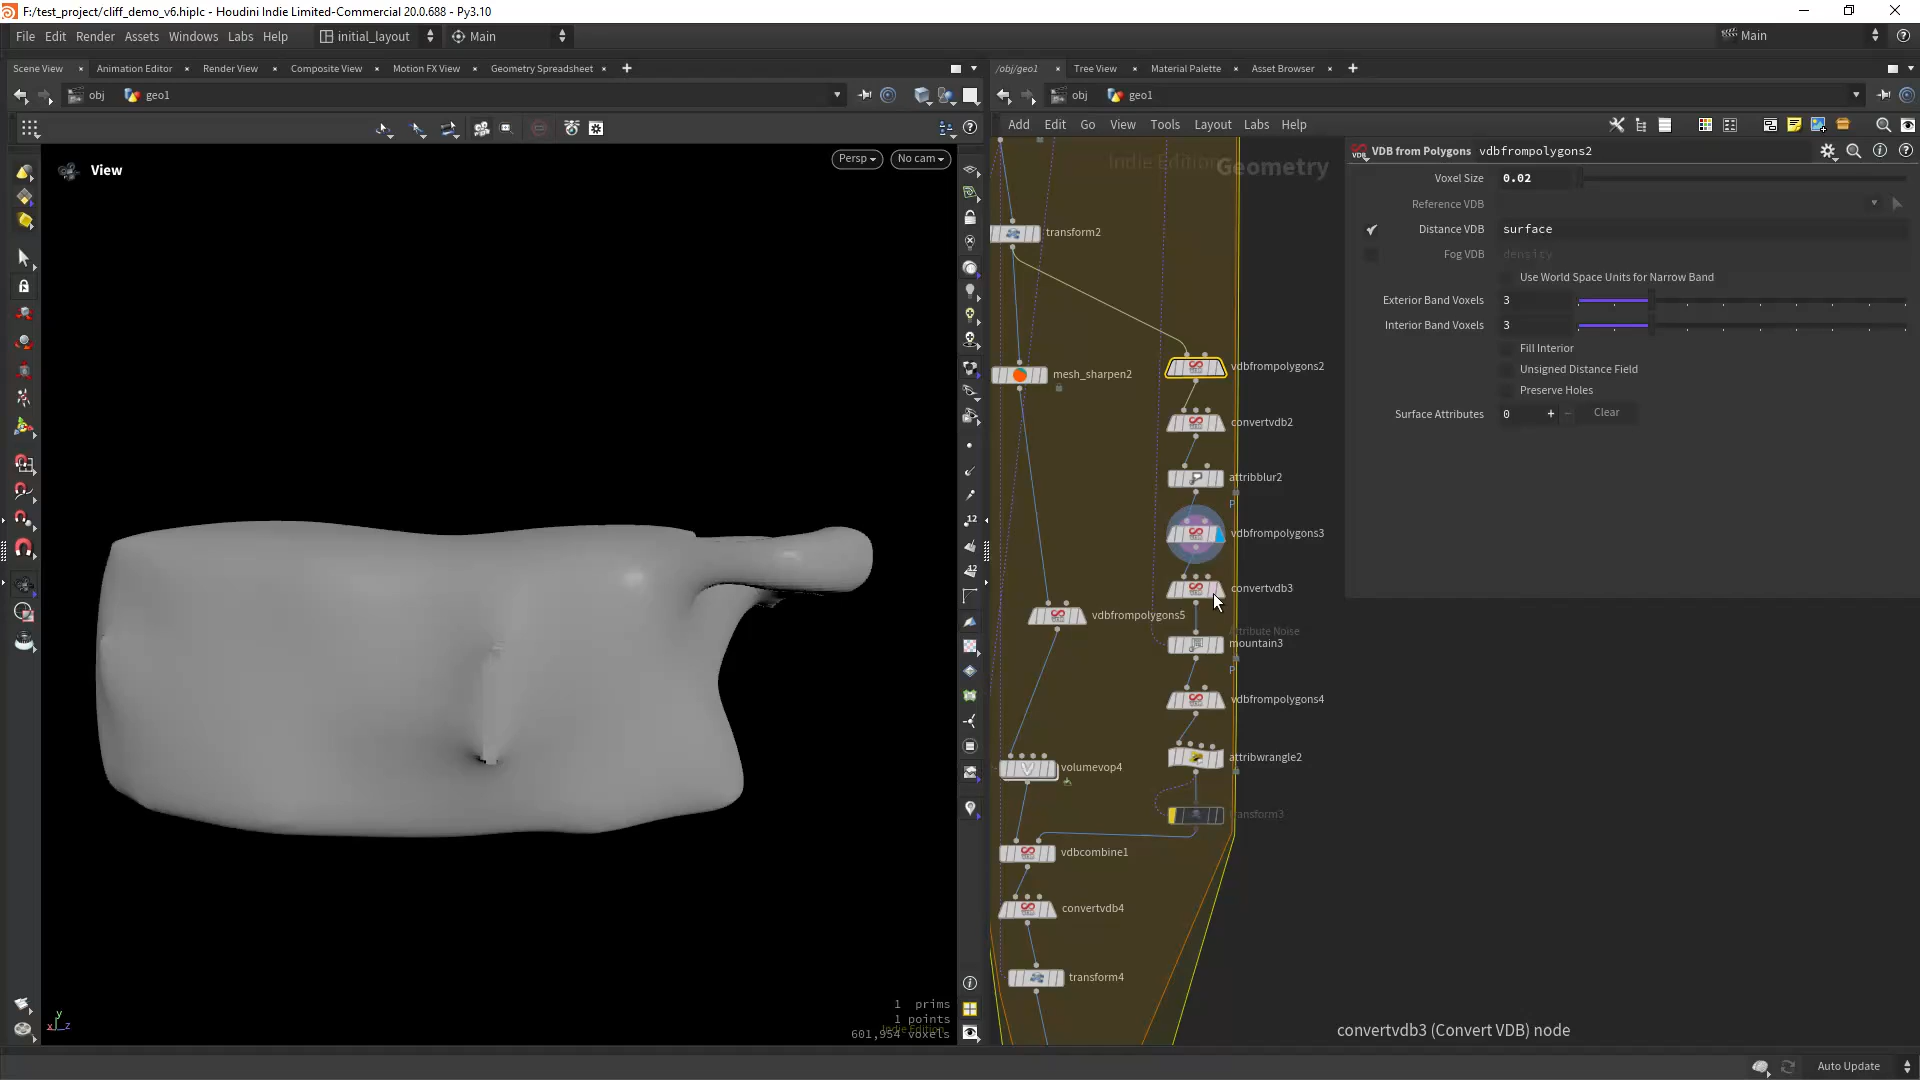 F:/test_project/cliff_demo_v6.hiplc - Houdini Indie Limited-Commercial 20.0.688 - Py3.10
File Edit Render Assets Windows Labs Help initial_layout Main Main
Scene View Animation Editor Render View Composite View Motion FX View Geometry Spreadsheet
/obj/geo1 Tree View Material Palette Asset Browser
obj geo1
obj geo1
Add Edit Go View Tools Layout Labs Help
View
Persp No cam
Indie Edition Geometry
VDB from Polygons vdbfrompolygons2
Voxel Size 0.02
Reference VDB
Distance VDB surface
Fog VDB density
Use World Space Units for Narrow Band
Exterior Band Voxels 3
Interior Band Voxels 3
Fill Interior
Unsigned Distance Field
Preserve Holes
Surface Attributes 0 + - Clear
transform2
vdbfrompolygons2
mesh_sharpen2
convertvdb2
attribblur2
P
vdbfrompolygons3
convertvdb3
vdbfrompolygons5
Attribute Noise
mountain3
P
vdbfrompolygons4
attribwrangle2
volumevop4
transform3
vdbcombine1
convertvdb4
transform4
12
12
y
x z
1 prims
1 points
Indie Edition
601,954 voxels
convertvdb3 (Convert VDB) node
Auto Update